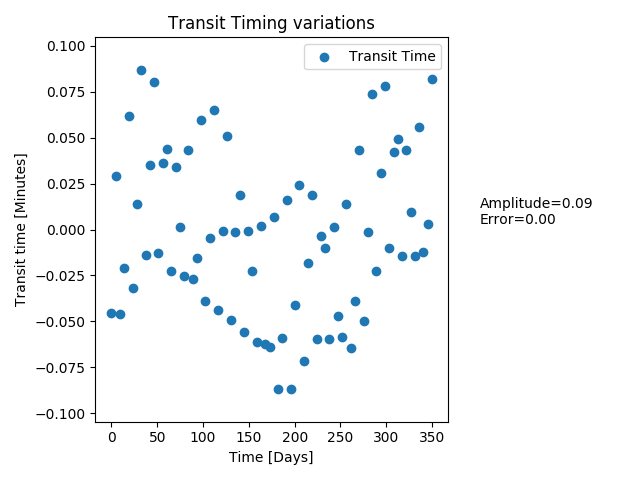 Transit Timing variations
Transit Time
0.100
0.075
0.050
0.025
0.000
−0.025
−0.050
−0.075
−0.100
Transit time [Minutes]
0 50 100 150 200 250 300 350
Time [Days]
Amplitude=0.09
Error=0.00